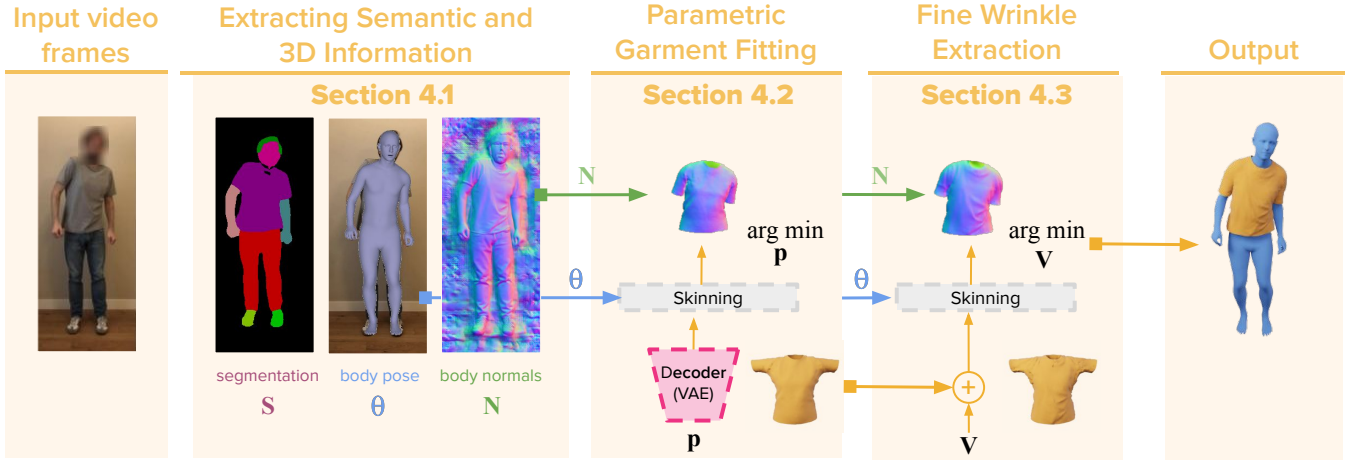 Input video
frames
Extracting Semantic and
3D Information
Parametric
Garment Fitting
Fine Wrinkle
Extraction
Output
Section 4.1
Section 4.2
Section 4.3
N
N
arg min
p
arg min
V
θ
θ
Skinning
Skinning
segmentation
body pose
body normals
S
θ
N
Decoder
(VAE)
p
+
V